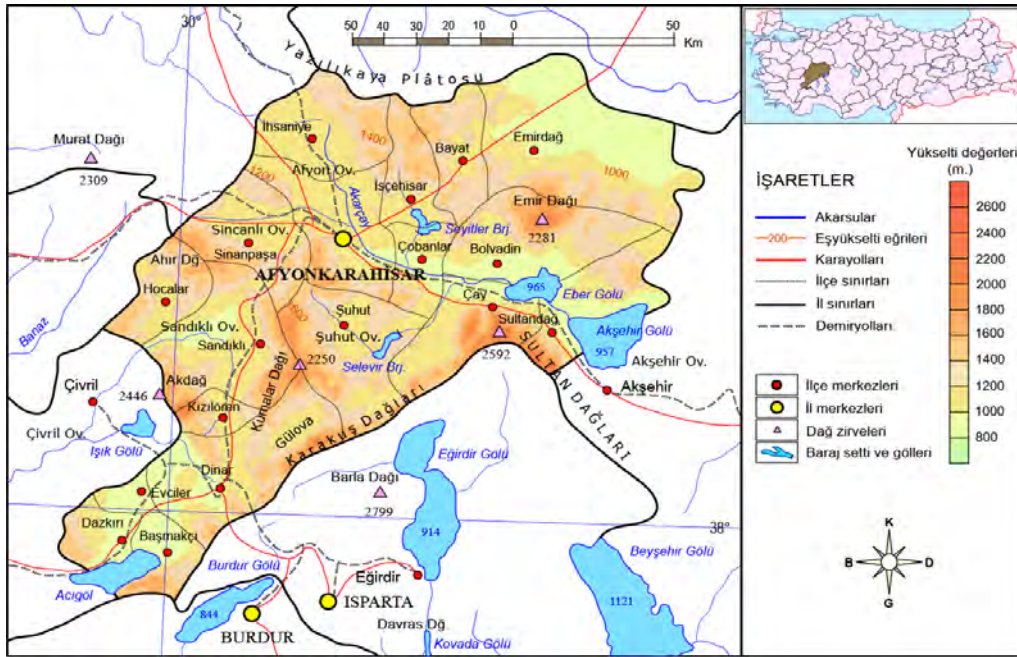 30°
50
40
30
20
10
0
50
Km
Yazılıkaya Plâtosu
Murat Dağı
2309
İhsaniye
1400
Bayat
Emirdağ
1000
1200
Afyort Ov.
İsçehisar
Akarçay
Emir Dağı
2281
Seyitler Brj.
Sincanlı Ov.
Sinanpaşa
Çobanlar
Bolvadin
Ahır Dğ
AFYONKARAHİSAR
Hocalar
965
Eber Gölü
Çay
Sultandağ
Şuhut
Şuhut Ov.
Sandıklı Ov.
Sandıklı
Akşehir Gölü
957
2592
Selevir Brj.
2250
Akşehir Ov.
Akşehir
SULTAN DAĞLARI
Banaz
Çivril
Akdağ
2446
Kızılören
Kumalar Dağı
Çivril Ov.
Işık Gölü
Gülova
Karakuş Dağları
Eğirdir Gölü
Dinar
Evciler
Barla Dağı
2799
914
38°
Dazkırı
Başmakçı
Acıgöl
Burdur Gölü
844
BURDUR
ISPARTA
Eğirdir
Davras Dğ.
Kovada Gölü
Beyşehir Gölü
1121
İŞARETLER
Akarsular
200
Eşyükselti eğrileri
Karayolları
İlçe sınırları
İl sınırları
Demiryolları
İlçe merkezleri
İl merkezleri
Dağ zirveleri
Baraj setti ve gölleri
Yükselti değerleri
(m.)
2600
2400
2200
2000
1800
1600
1400
1200
1000
800
K
B
D
G